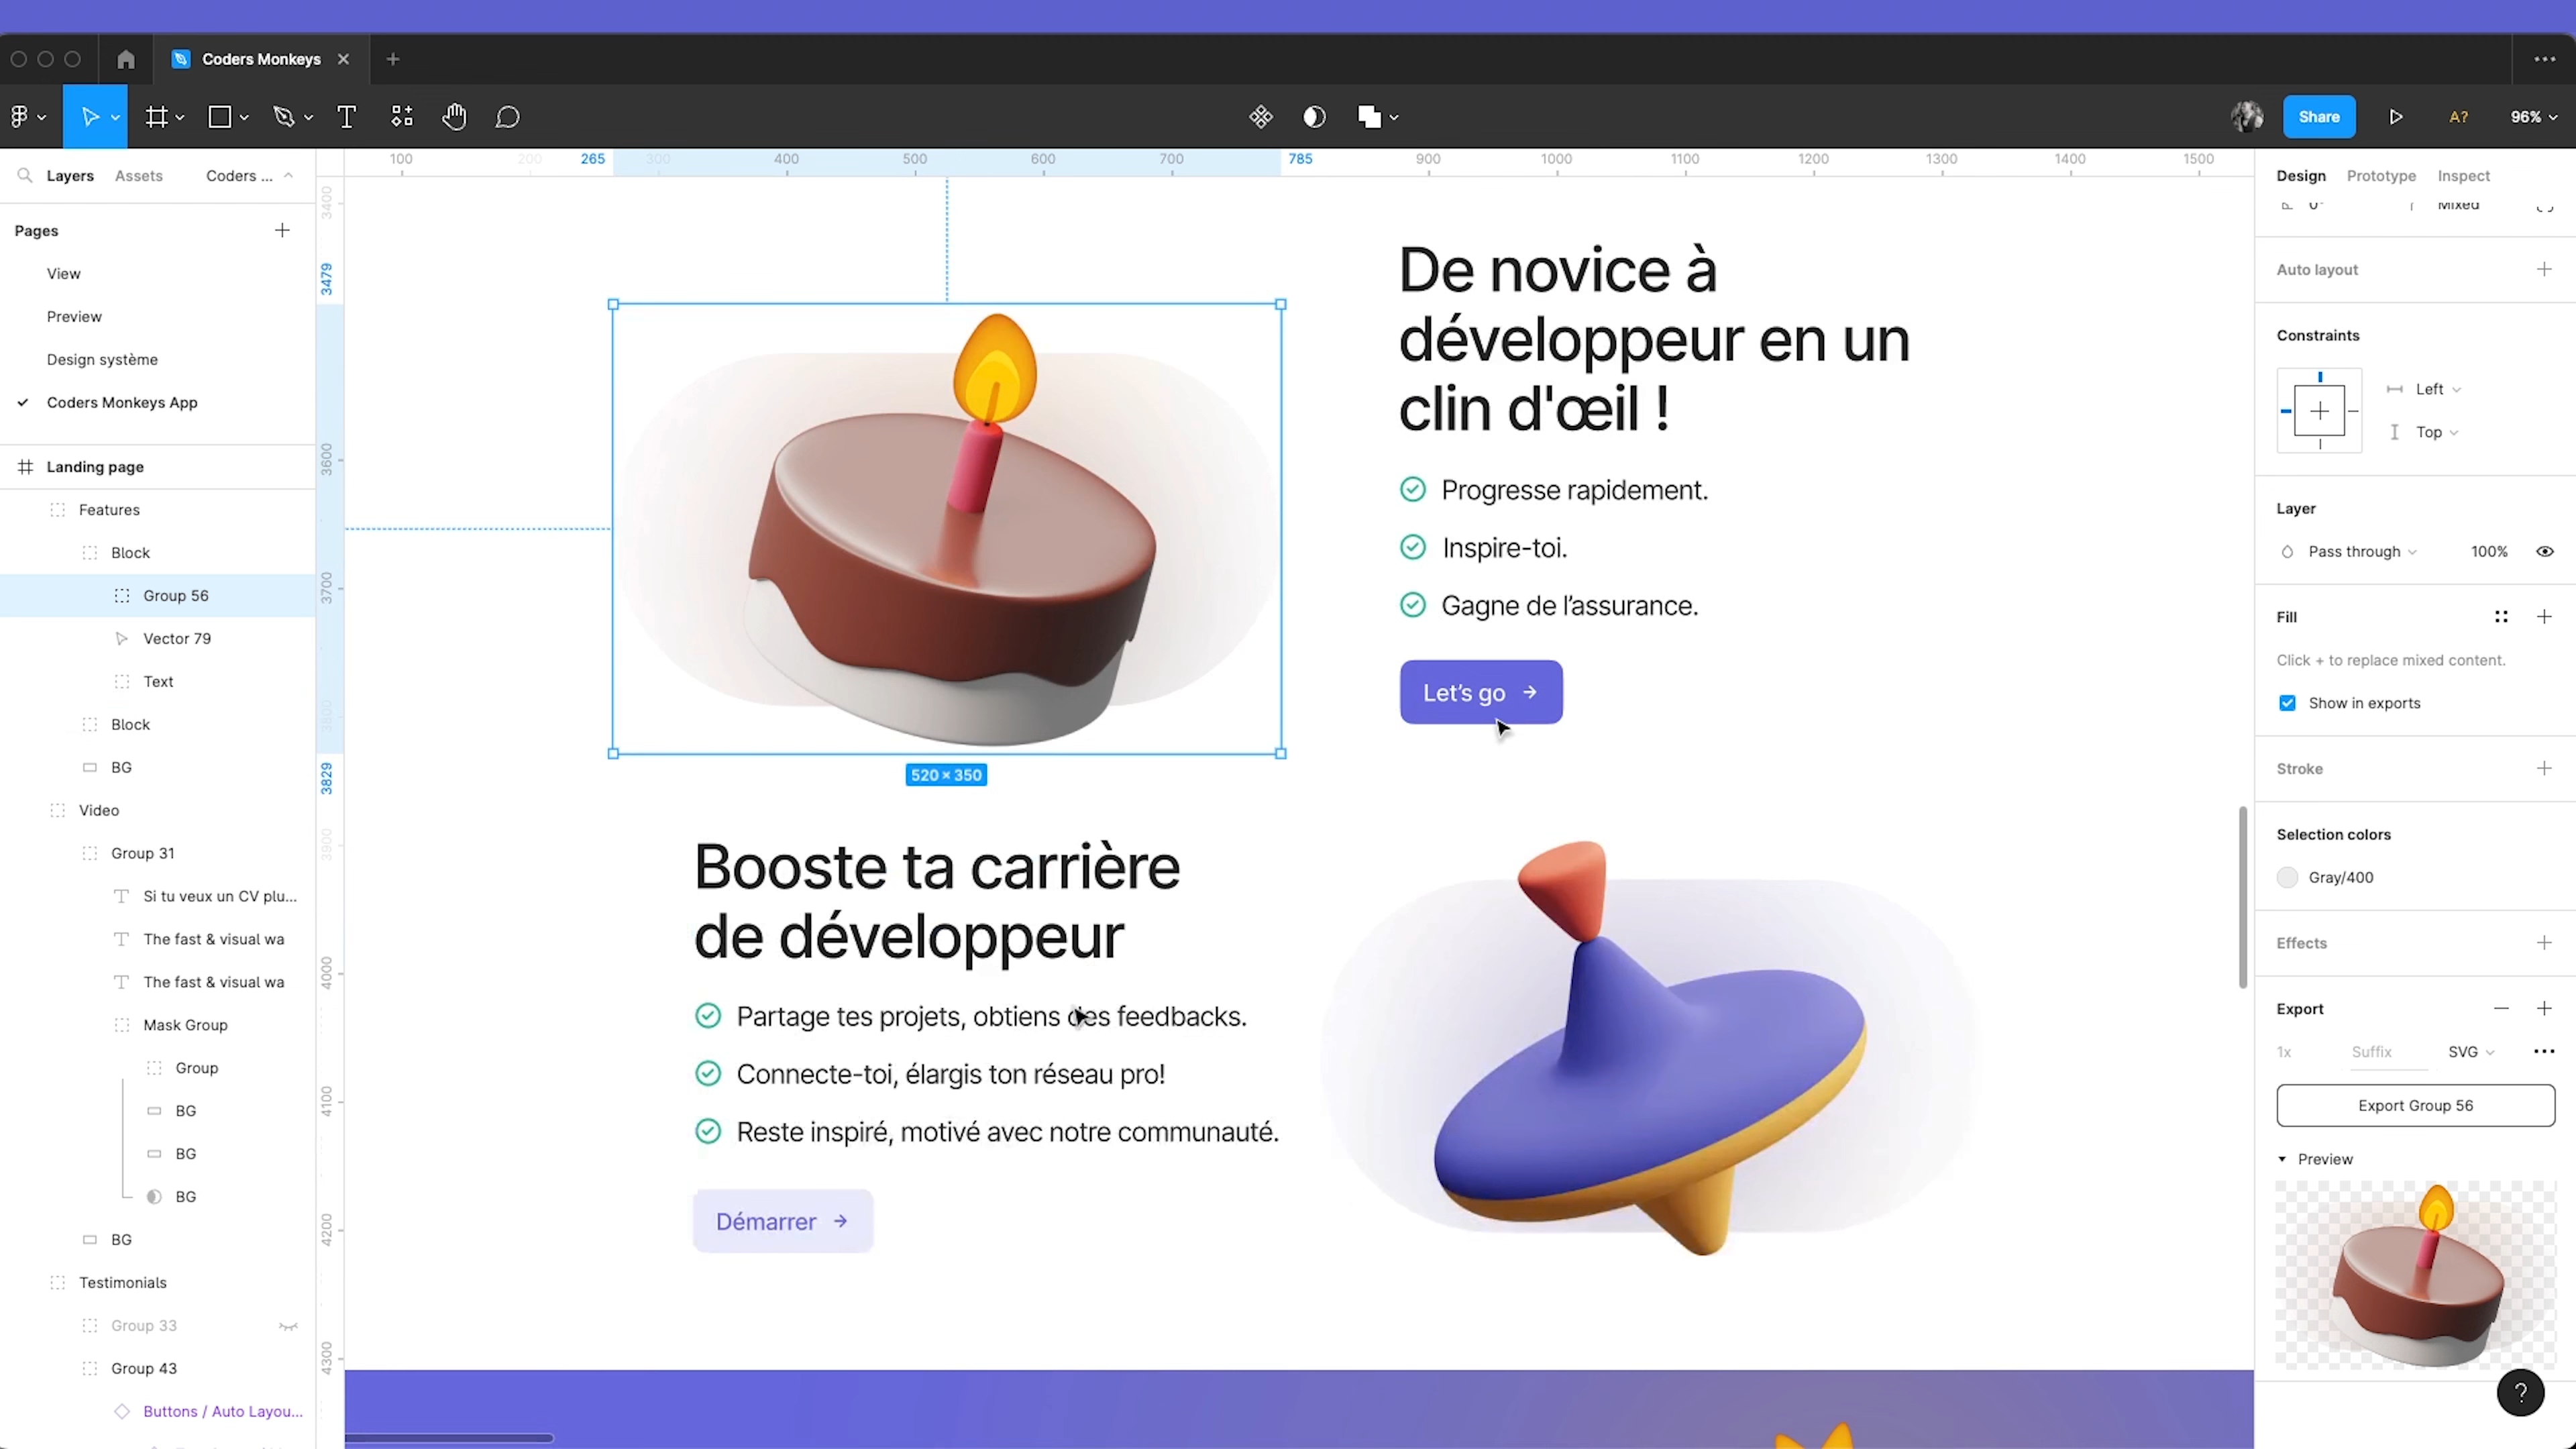 Coders Monkeys
Share
A?
96%
Layers
Assets
Coders ...
Pages
View
Preview
Design système
Coders Monkeys App
Landing page
Features
Block
Group 56
Vector 79
Text
Block
BG
Video
Group 31
Si tu veux un CV plu...
The fast & visual wa
The fast & visual wa
Mask Group
Group
BG
BG
BG
BG
Testimonials
Group 33
Group 43
Buttons / Auto Layou...
100 200 265 300 400 500 600 700 785 900 1000 1100 1200 1300 1400 1500
3400
3479
3600
3700
3800
3829
3900
4000
4100
4200
4300
De novice à
développeur en un
clin d'œil !
Progresse rapidement.
Inspire-toi.
Gagne de l’assurance.
Let’s go
520 × 350
Booste ta carrière
de développeur
Partage tes projets, obtiens des feedbacks.
Connecte-toi, élargis ton réseau pro!
Reste inspiré, motivé avec notre communauté.
Démarrer
Design
Prototype
Inspect
0°
Mixed
Auto layout
Constraints
Left
Top
Layer
Pass through
100%
Fill
Click + to replace mixed content.
Show in exports
Stroke
Selection colors
Gray/400
Effects
Export
1x
Suffix
SVG
Export Group 56
Preview
?